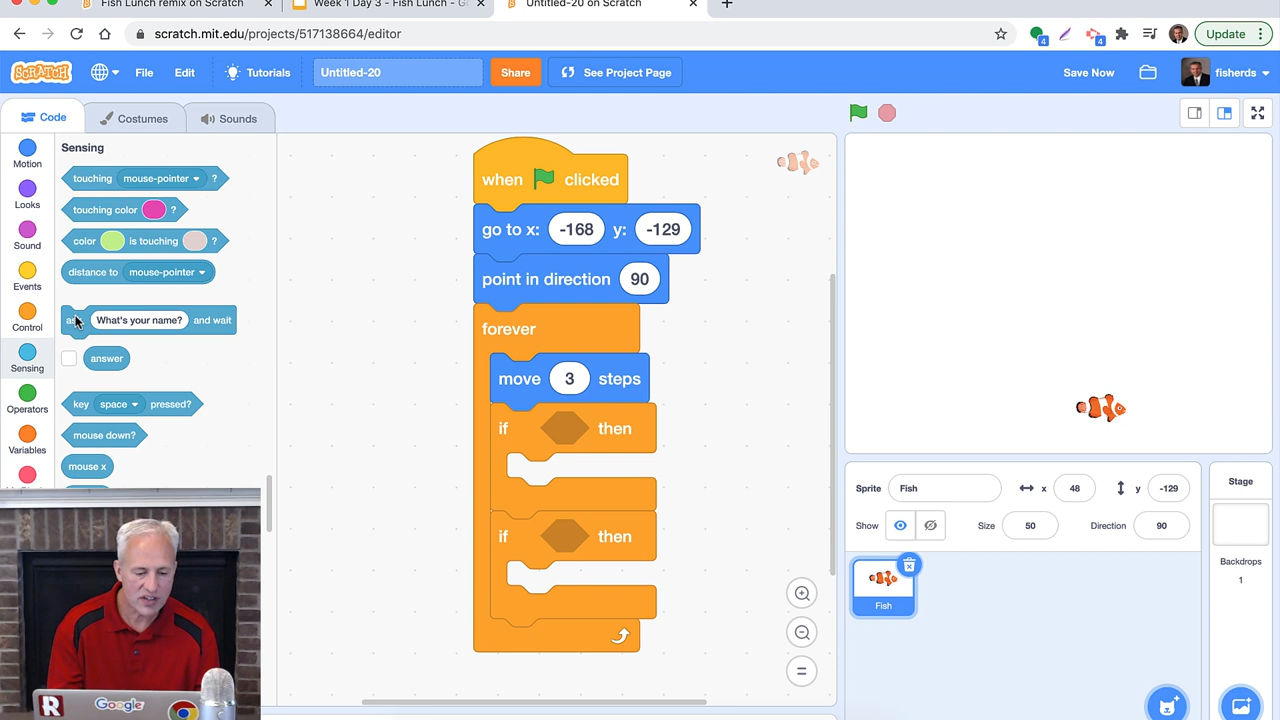 Fish Lunch remix on Scratch
Week 1 Day 3 - Fish Lunch - Go
Untitled-20 on Scratch
scratch.mit.edu/projects/517138664/editor
4
4
Update
SCRATCH
File
Edit
Tutorials
Untitled-20
Share
See Project Page
Save Now
fisherds
Code
Costumes
Sounds
Motion
Looks
Sound
Events
Control
Sensing
Operators
Variables
Sensing
touching mouse-pointer ?
touching color ?
color is touching ?
distance to mouse-pointer
What's your name? and wait
answer
key space pressed?
mouse down?
mouse x
when clicked
go to x: -168 y: -129
point in direction 90
forever
move 3 steps
if then
if then
Sprite Fish x 48 y -129
Show Size 50 Direction 90
Fish
Stage
Backdrops
1
Google